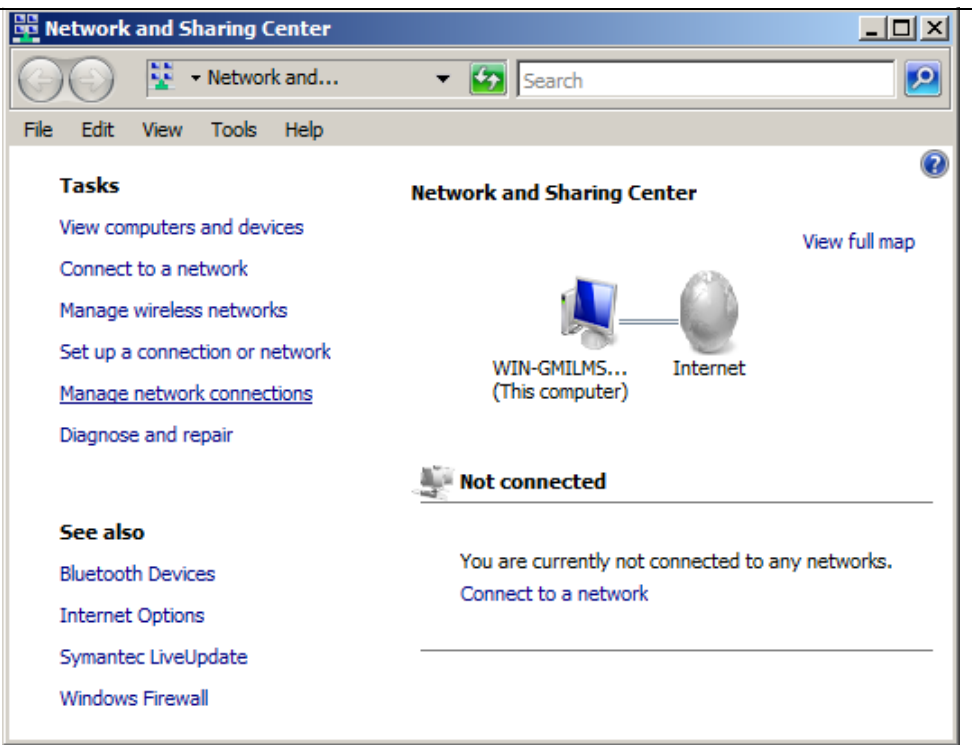 Network and Sharing Center
Network and...
Search
File Edit View Tools Help
Tasks
View computers and devices
Connect to a network
Manage wireless networks
Set up a connection or network
Manage network connections
Diagnose and repair
See also
Bluetooth Devices
Internet Options
Symantec LiveUpdate
Windows Firewall
Network and Sharing Center
View full map
WIN-GMILMS...
(This computer)
Internet
Not connected
You are currently not connected to any networks.
Connect to a network